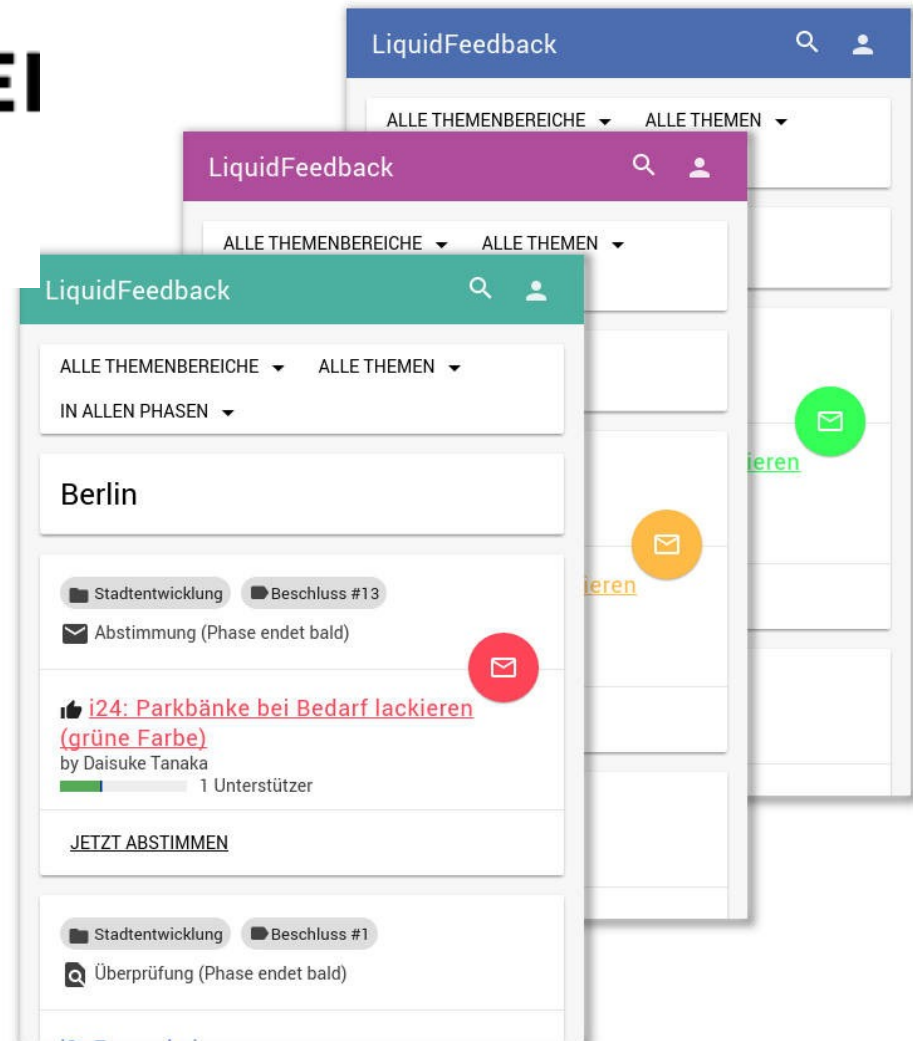 LiquidFeedback
ALLE THEMENBEREICHE ALLE THEMEN
LiquidFeedback
ALLE THEMENBEREICHE ALLE THEMEN
LiquidFeedback
ALLE THEMENBEREICHE ALLE THEMEN
IN ALLEN PHASEN
Berlin
Stadtentwicklung Beschluss #13
Abstimmung (Phase endet bald)
i24: Parkbänke bei Bedarf lackieren
(grüne Farbe)
by Daisuke Tanaka
1 Unterstützer
JETZT ABSTIMMEN
Stadtentwicklung Beschluss #1
Überprüfung (Phase endet bald)
ieren
ieren